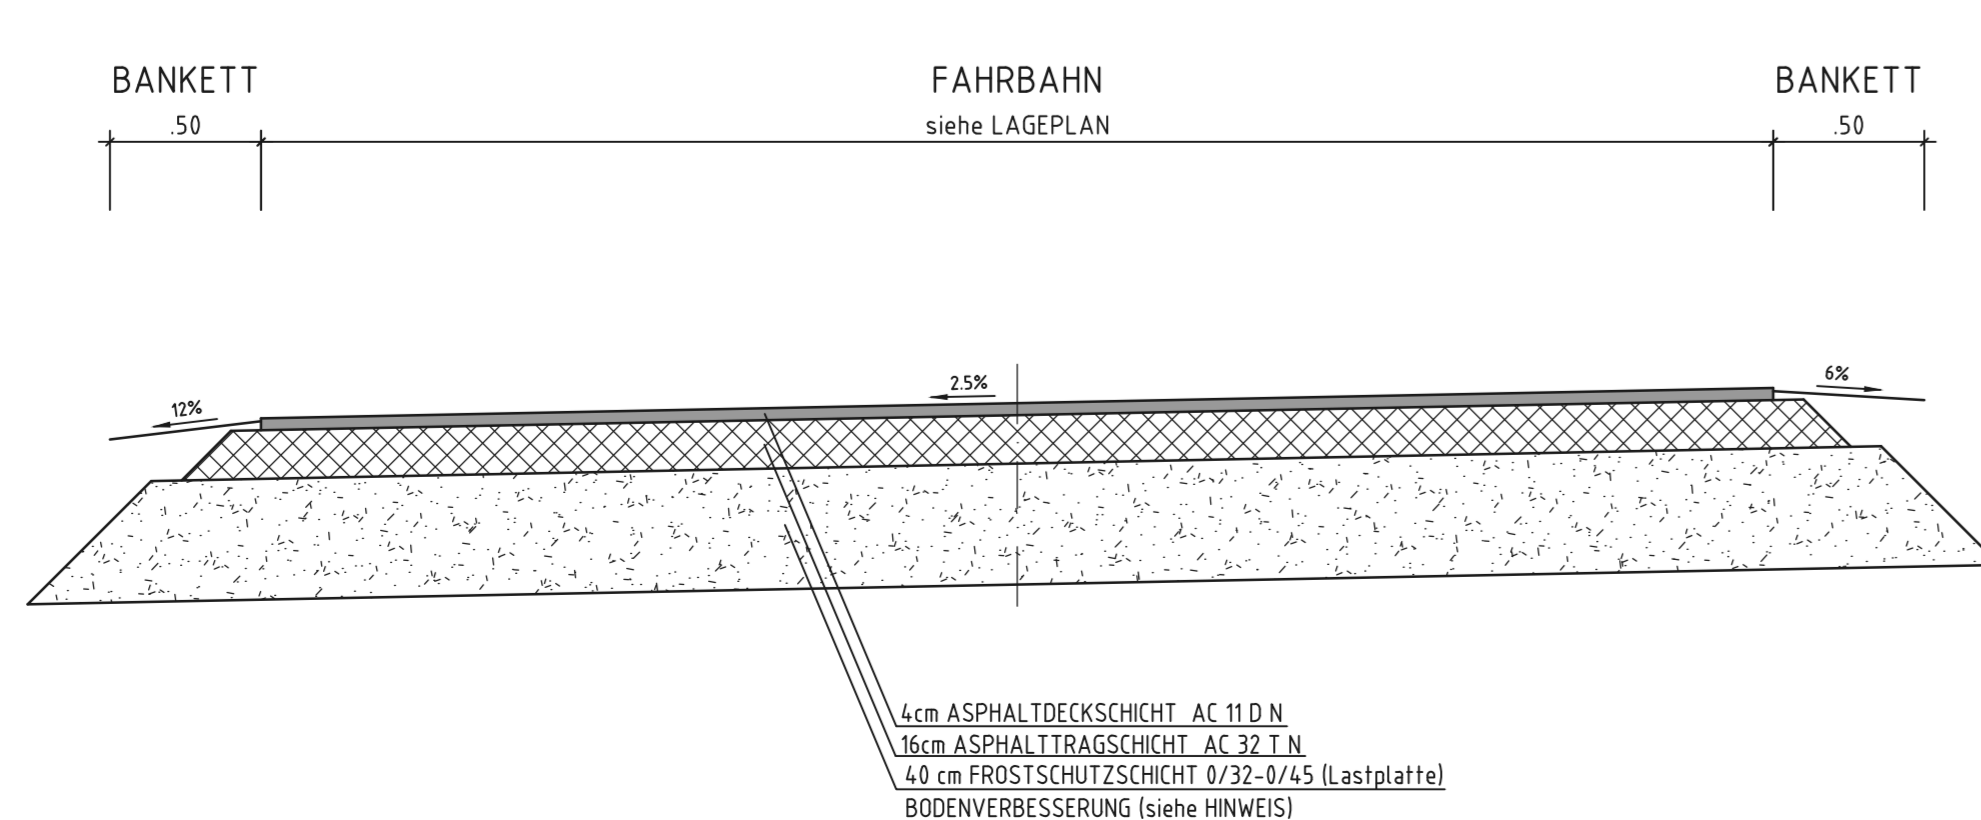 BANKETT FAHRBAHN BANKETT
.50 siehe LAGEPLAN .50
12% 2.5% 6%
4cm ASPHALTDECKSCHICHT AC 11 D N
16cm ASPHALTTRAGSCHICHT AC 32 T N
40 cm FROSTSCHUTZSCHICHT 0/32-0/45 (Lastplatte)
BODENVERBESSERUNG (siehe HINWEIS)